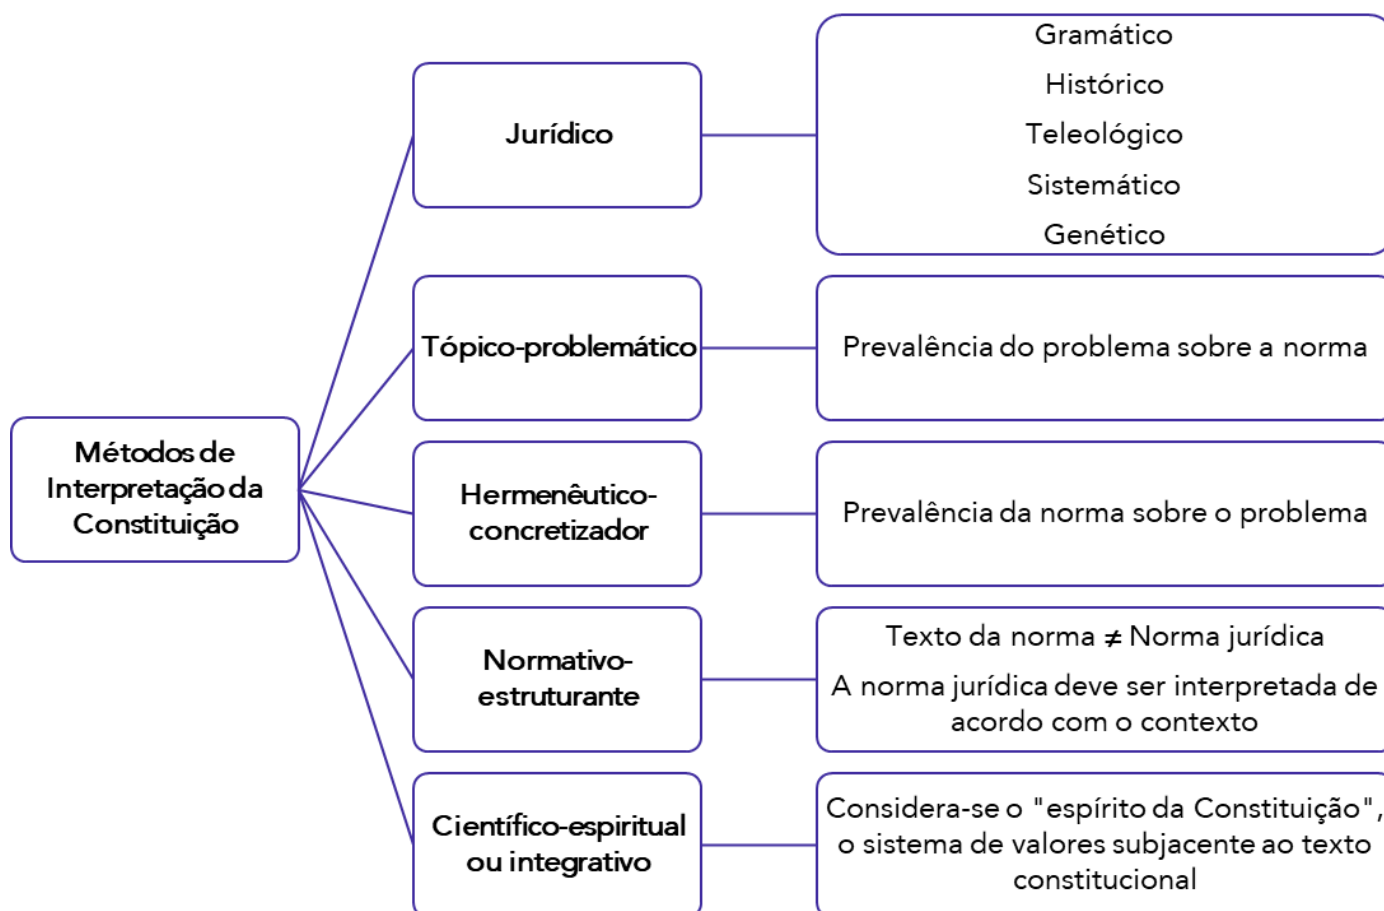 Métodos de
Interpretação da
Constituição
Jurídico
Gramático
Histórico
Teleológico
Sistemático
Genético
Tópico-problemático
Prevalência do problema sobre a norma
Hermenêutico-
concretizador
Prevalência da norma sobre o problema
Normativo-
estruturante
Texto da norma ≠ Norma jurídica
A norma jurídica deve ser interpretada de
acordo com o contexto
Científico-espiritual
ou integrativo
Considera-se o "espírito da Constituição",
o sistema de valores subjacente ao texto
constitucional